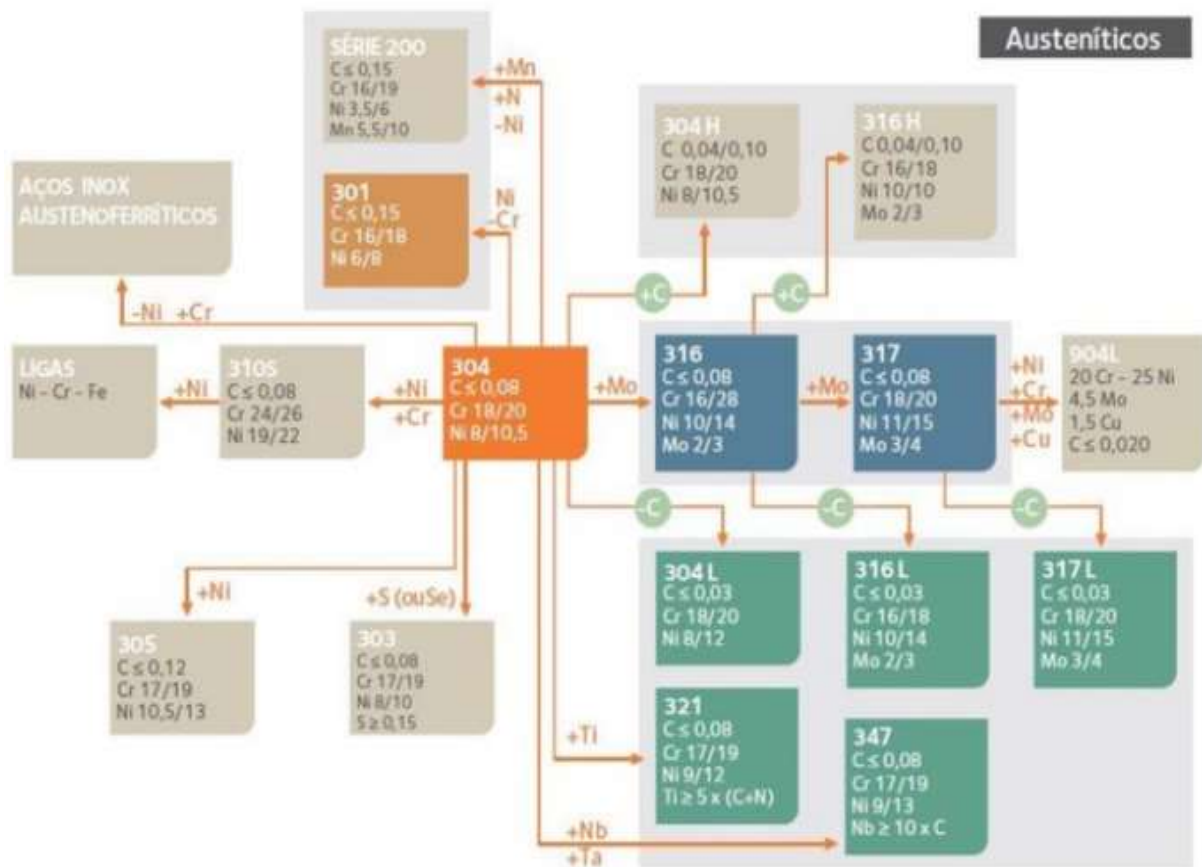 Austeníticos
SÉRIE 200
C ≤ 0,15
Cr 16/19
Ni 3,5/6
Mn 5,5/10
+Mn
+N
-Ni
301
C ≤ 0,15
Cr 16/18
Ni 6/8
Ni
-Cr
304 H
C 0,04/0,10
Cr 18/20
Ni 8/10,5
316 H
C 0,04/0,10
Cr 16/18
Ni 10/10
Mo 2/3
AÇOS INOX
AUSTENOFERRÍTICOS
-Ni +Cr
+C
+C
LIGAS
Ni - Cr - Fe
+Ni
310S
C ≤ 0,08
Cr 24/26
Ni 19/22
+Ni
+Cr
304
C ≤ 0,08
Cr 18/20
Ni 8/10,5
+Mo
316
C ≤ 0,08
Cr 16/28
Ni 10/14
Mo 2/3
+Mo
317
C ≤ 0,08
Cr 18/20
Ni 11/15
Mo 3/4
+Ni
+Cr
+Mo
+Cu
904L
20 Cr - 25 Ni
4,5 Mo
1,5 Cu
C ≤ 0,020
-C
-C
-C
+Ni
305
C ≤ 0,12
Cr 17/19
Ni 10,5/13
+S (ouSe)
303
C ≤ 0,08
Cr 17/19
Ni 8/10
S ≥ 0,15
304 L
C ≤ 0,03
Cr 18/20
Ni 8/12
316 L
C ≤ 0,03
Cr 16/18
Ni 10/14
Mo 2/3
317 L
C ≤ 0,03
Cr 18/20
Ni 11/15
Mo 3/4
+Ti
321
C ≤ 0,08
Cr 17/19
Ni 9/12
Ti ≥ 5 x (C+N)
+Nb
+Ta
347
C ≤ 0,08
Cr 17/19
Ni 9/13
Nb ≥ 10 x C